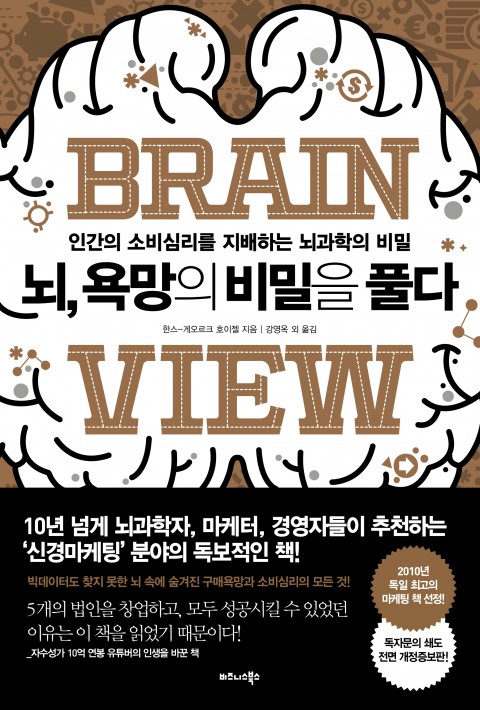 BRAIN
인간의 소비심리를 지배하는 뇌과학의 비밀
뇌, 욕망의 비밀을 풀다
한스-게오르크 호이젤 지음 | 강영옥 외 옮김
VIEW
10년 넘게 뇌과학자, 마케터, 경영자들이 추천하는
‘신경마케팅’ 분야의 독보적인 책!
빅데이터도 찾지 못한 뇌 속에 숨겨진 구매욕망과 소비심리의 모든 것!
5개의 법인을 창업하고, 모두 성공시킬 수 있었던
이유는 이 책을 읽었기 때문이다!
_자수성가 10억 연봉 유튜버의 인생을 바꾼 책
2010년
독일 최고의
마케팅 책 선정!
독자문의 쇄도
전면 개정증보판!
비즈니스북스